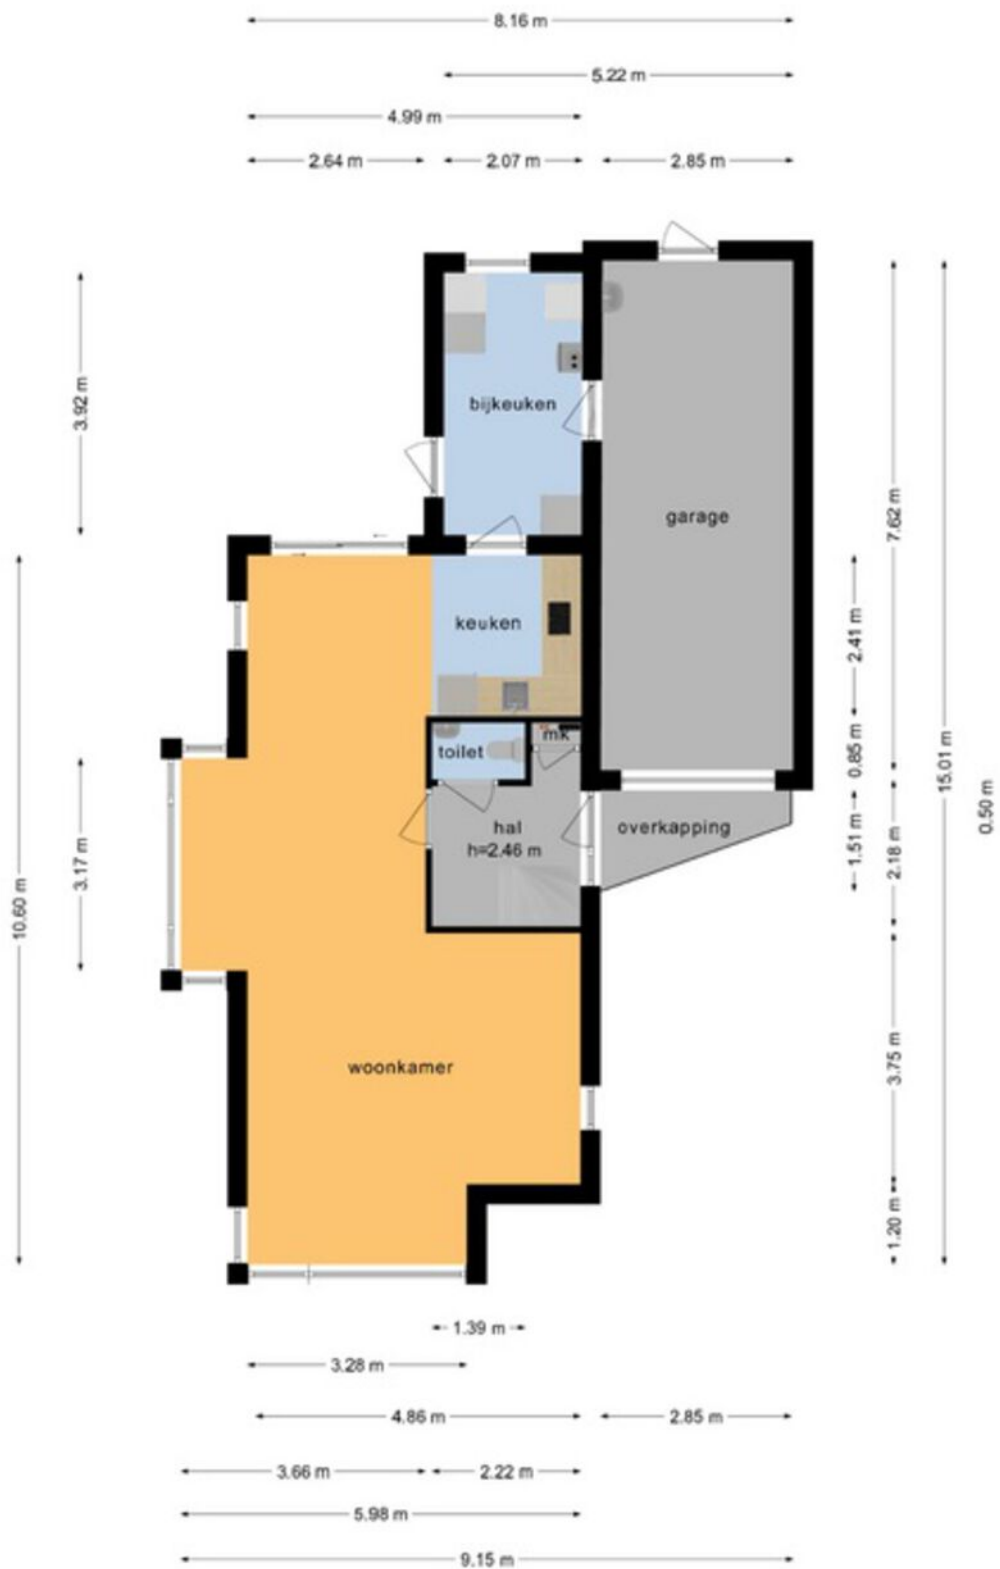 8.16 m
5.22 m
4.99 m
2.64 m
2.07 m
2.85 m
3.92 m
bijkeuken
garage
7.62 m
keuken
2.41 m
toilet
mk
0.85 m
15.01 m
0.50 m
hal
h=2.46 m
overkapping
1.51 m
2.18 m
3.17 m
10.60 m
woonkamer
3.75 m
1.20 m
1.39 m
3.28 m
4.86 m
2.85 m
3.66 m
2.22 m
5.98 m
9.15 m